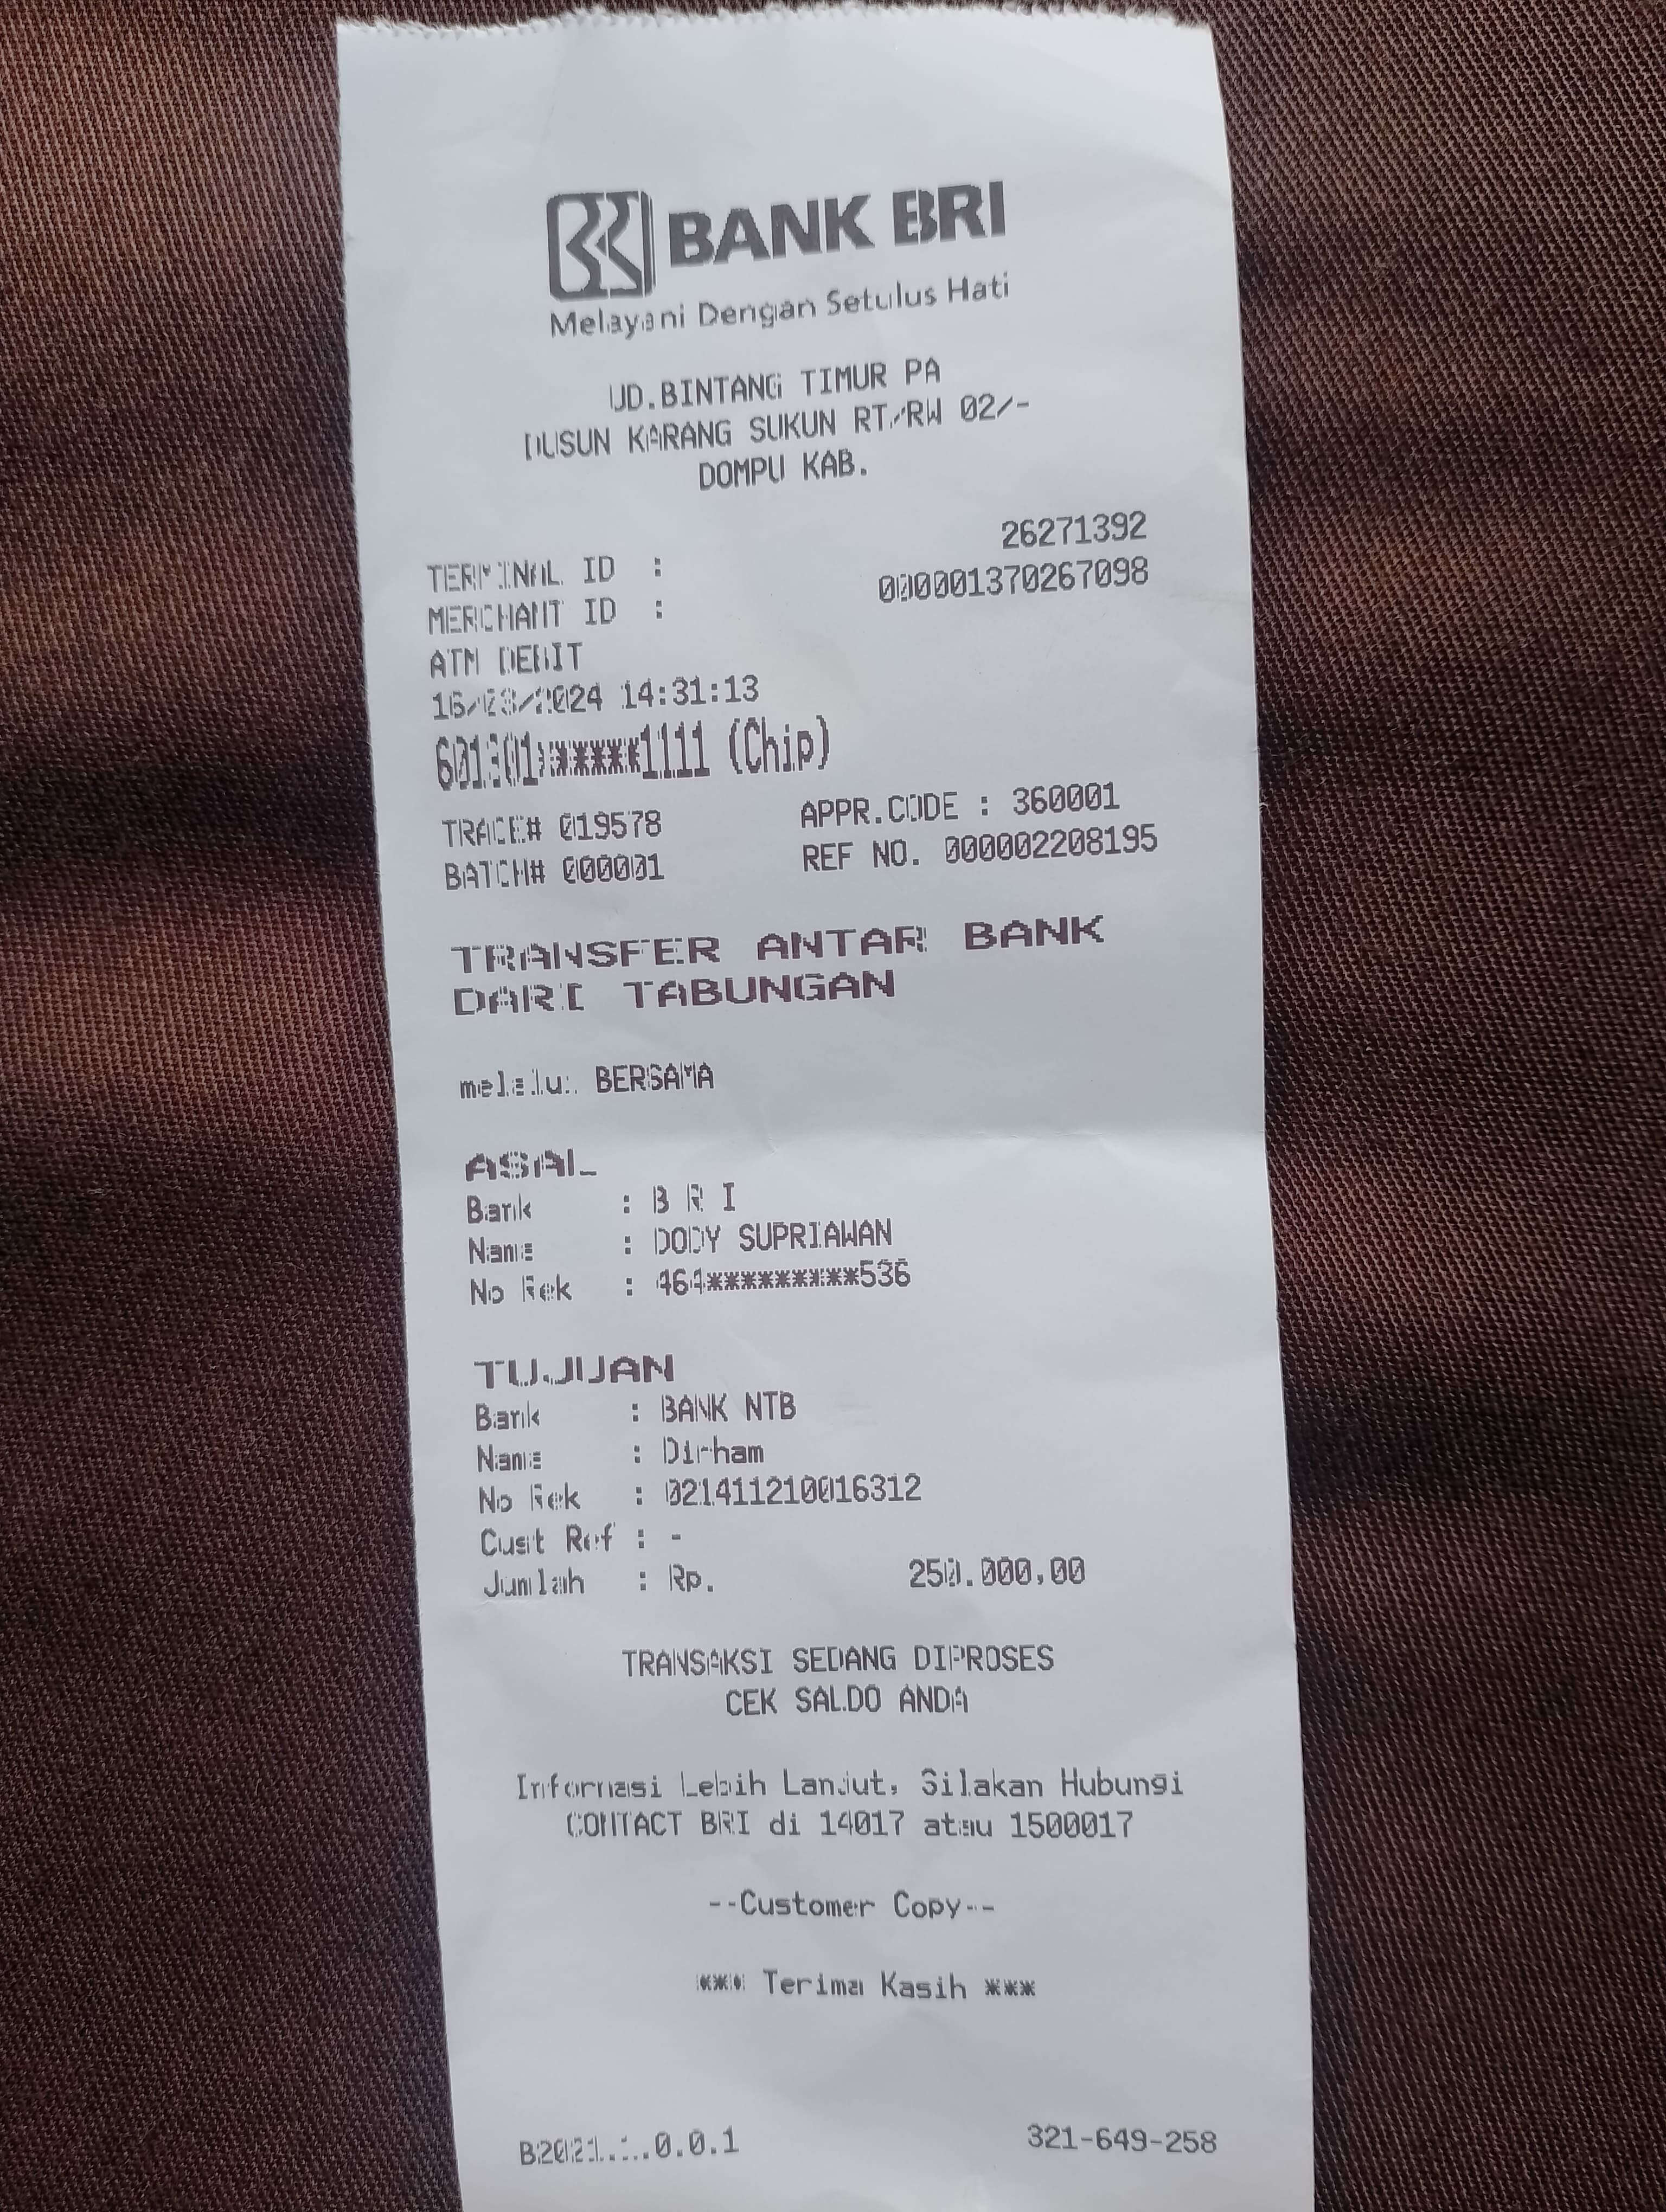 BANK BRI
Melayani Dengan Setulus Hati
UD.BINTANG TIMUR PA
DUSUN KARANG SUKUN RT/RW 02/-
DOMPU KAB.
TERMINAL ID : 26271392
MERCHANT ID : 000001370267098
ATM DEBIT
16/03/2024 14:31:13
601301******1111 (Chip)
TRACE# 019578 APPR.CODE : 360001
BATCH# 000001 REF NO. 000002208195
TRANSFER ANTAR BANK
DARI TABUNGAN
melalui BERSAMA
ASAL
Bank : B R I
Nama : DODY SUPRIAWAN
No Rek : 464*********536
TUJUAN
Bank : BANK NTB
Nama : Dirham
No Rek : 021411210016312
Cust Ref : -
Jumlah : Rp. 250.000,00
TRANSAKSI SEDANG DIPROSES
CEK SALDO ANDA
Informasi Lebih Lanjut, Silakan Hubungi
CONTACT BRI di 14017 atau 1500017
--Customer Copy--
*** Terima Kasih ***
321-649-258